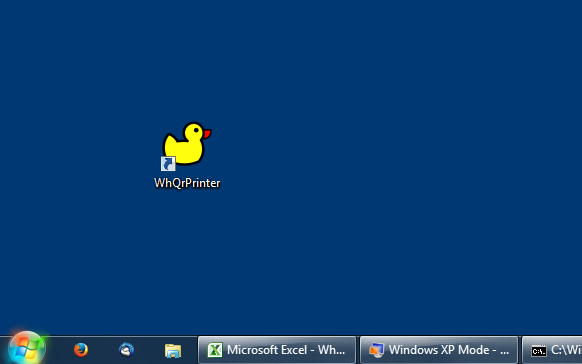 WhQrPrinter
Microsoft Excel - Wh...
Windows XP Mode - ...
C:\Wi